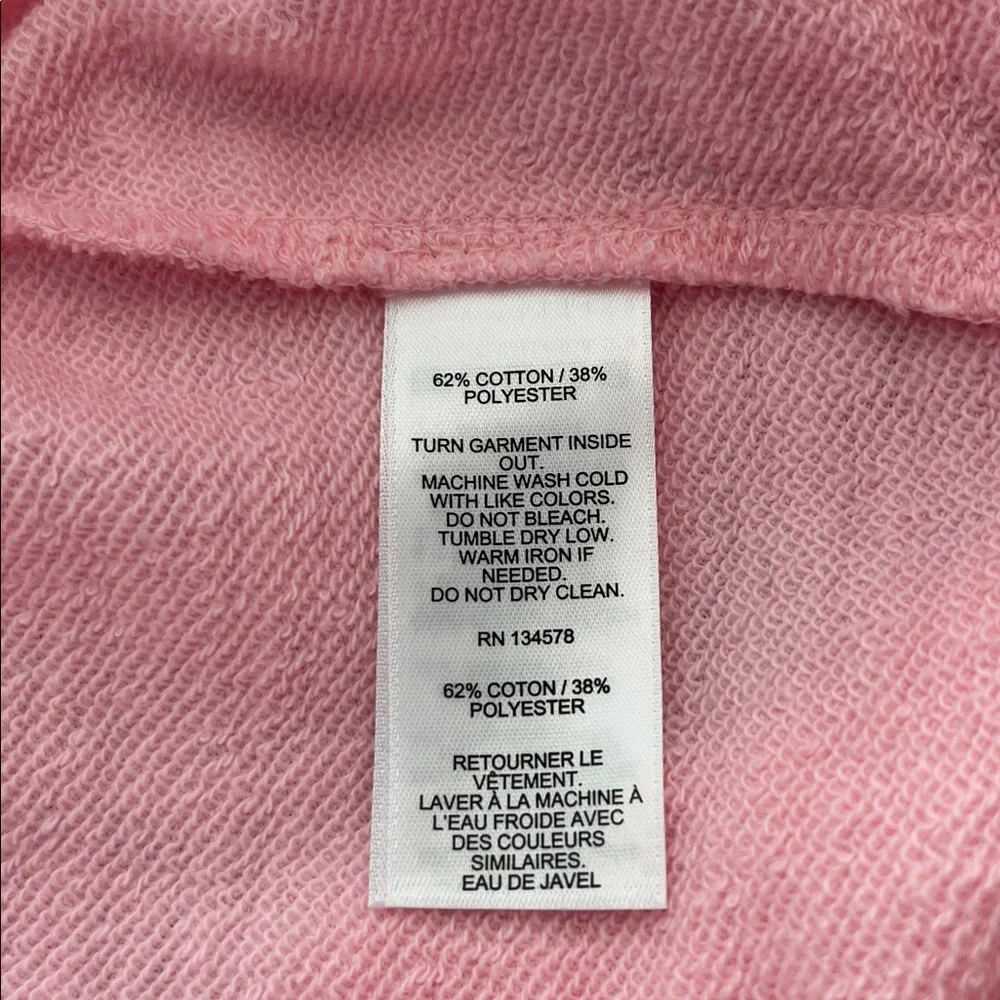 62% COTTON / 38%
POLYESTER
TURN GARMENT INSIDE
OUT.
MACHINE WASH COLD
WITH LIKE COLORS.
DO NOT BLEACH.
TUMBLE DRY LOW.
WARM IRON IF
NEEDED.
DO NOT DRY CLEAN.
RN 134578
62% COTON / 38%
POLYESTER
RETOURNER LE
VÊTEMENT.
LAVER À LA MACHINE À
L'EAU FROIDE AVEC
DES COULEURS
SIMILAIRES.
EAU DE JAVEL